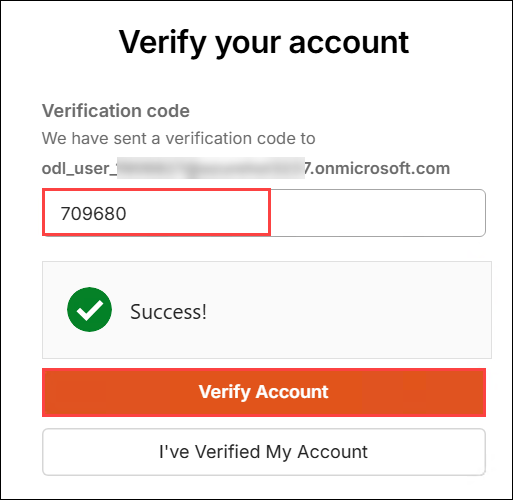 Verify your account
Verification code
We have sent a verification code to
odl_user_ 7.onmicrosoft.com
709680
Success!
Verify Account
I've Verified My Account